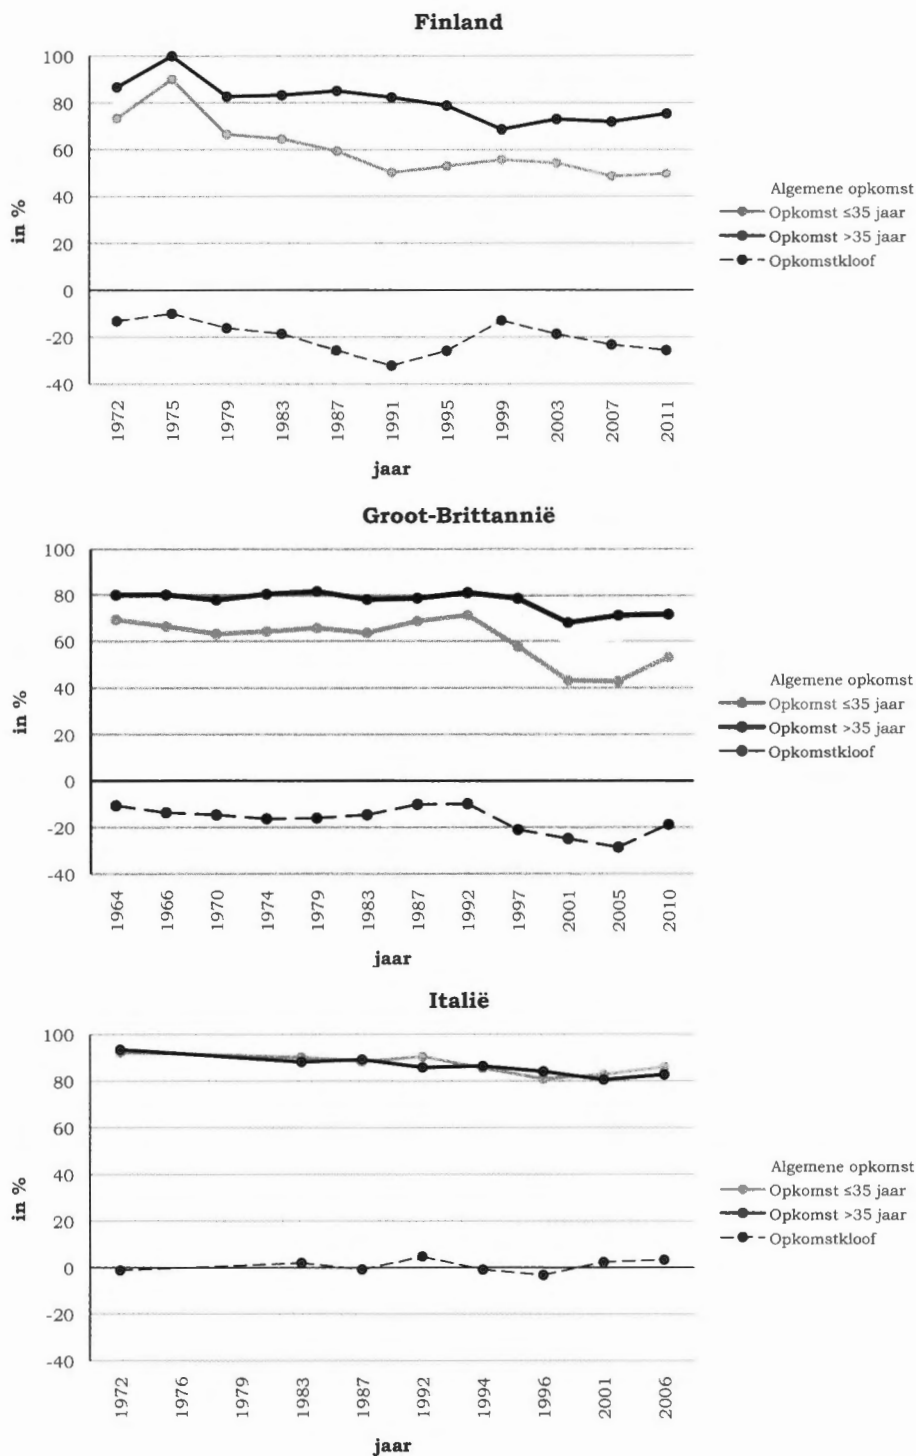 Finland
100
80
60
40
20
0
-20
-40
in %
1972
1975
1979
1983
1987
1991
1995
1999
2003
2007
2011
jaar
Algemene opkomst
Opkomst ≤35 jaar
Opkomst >35 jaar
Opkomstkloof
Groot-Brittannië
100
80
60
40
20
0
-20
-40
in %
1964
1966
1970
1974
1979
1983
1987
1992
1997
2001
2005
2010
jaar
Algemene opkomst
Opkomst ≤35 jaar
Opkomst >35 jaar
Opkomstkloof
Italië
100
80
60
40
20
0
-20
-40
in %
1972
1976
1979
1983
1987
1992
1994
1996
2001
2006
jaar
Algemene opkomst
Opkomst ≤35 jaar
Opkomst >35 jaar
Opkomstkloof